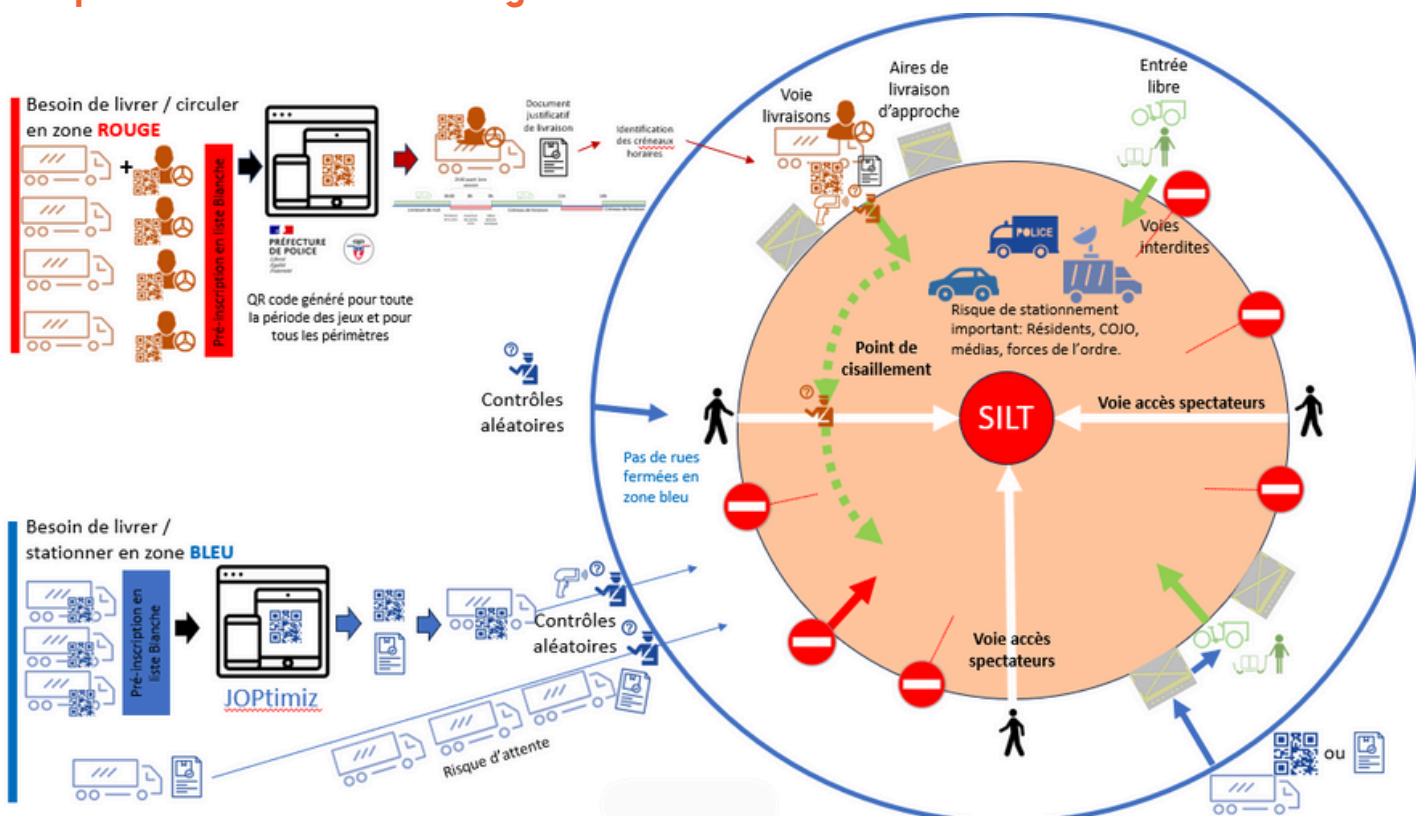 Besoin de livrer / circuler
en zone ROUGE
Pré-inscription en liste Blanche
PRÉFECTURE
DE POLICE
Liberté
Égalité
Fraternité
QR code généré pour toute
la période des jeux et pour
tous les périmètres
Document
justificatif
de livraison
Identification
des créneaux
horaires
Voie
livraisons
Aires de
livraison
d'approche
Entrée
libre
Voies
interdites
POLICE
Risque de stationnement
important: Résidents, COJO,
médias, forces de l'ordre.
Point de
cisaillement
Contrôles
aléatoires
SILT
Voie accès spectateurs
Pas de rues
fermées en
zone bleu
Besoin de livrer /
stationner en zone BLEU
Pré-inscription en
liste Blanche
JOPtimiz
Contrôles
aléatoires
Risque d'attente
Voie accès
spectateurs
ou